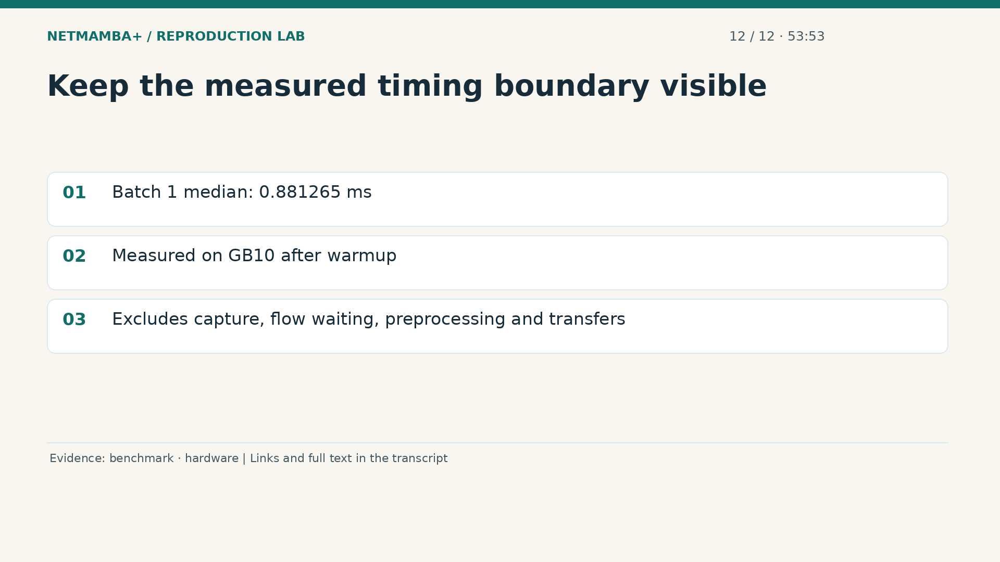 NETMAMBA+ / REPRODUCTION LAB
12 / 12 · 53:53
Keep the measured timing boundary visible
01 Batch 1 median: 0.881265 ms
02 Measured on GB10 after warmup
03 Excludes capture, flow waiting, preprocessing and transfers
Evidence: benchmark · hardware | Links and full text in the transcript